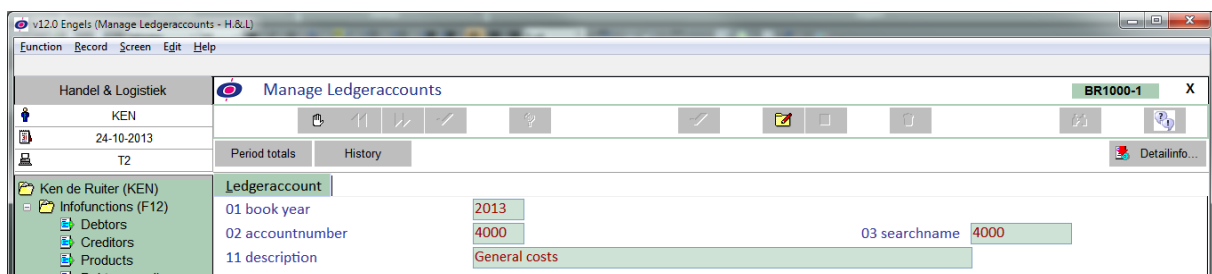 v12.0 Engels (Manage Ledgeraccounts - H.&.L)
Function Record Screen Edit Help
Handel & Logistiek
Manage Ledgeraccounts
BR1000-1 X
KEN
24-10-2013
T2
Period totals History Detailinfo...
Ken de Ruiter (KEN)
Infofunctions (F12)
Debtors
Creditors
Products
Ledgeraccount
01 book year 2013
02 accountnumber 4000 03 searchname 4000
11 description General costs